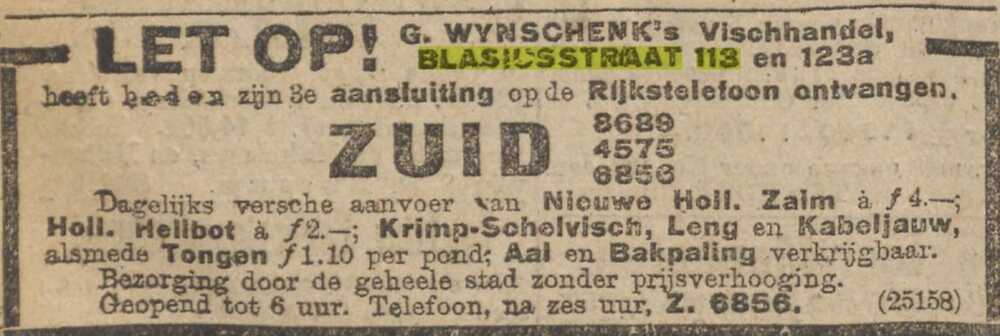 LET OP! G. WYNSCHENK's Vischhandel,
BLASIUSSTRAAT 113 en 123a
heeft heden zijn 3e aansluiting op de Rijkstelefoon ontvangen.
ZUID 8689
4575
6856
Dagelijks versche aanvoer van Nieuwe Holl. Zalm à ƒ4.—;
Holl. Heilbot à ƒ2.—; Krimp-Schelvisch, Leng en Kabeljauw,
alsmede Tongen ƒ1.10 per pond; Aal en Bakpaling verkrijgbaar.
Bezorging door de geheele stad zonder prijsverhooging.
Geopend tot 6 uur. Telefoon, na zes uur, Z. 6856. (25158)